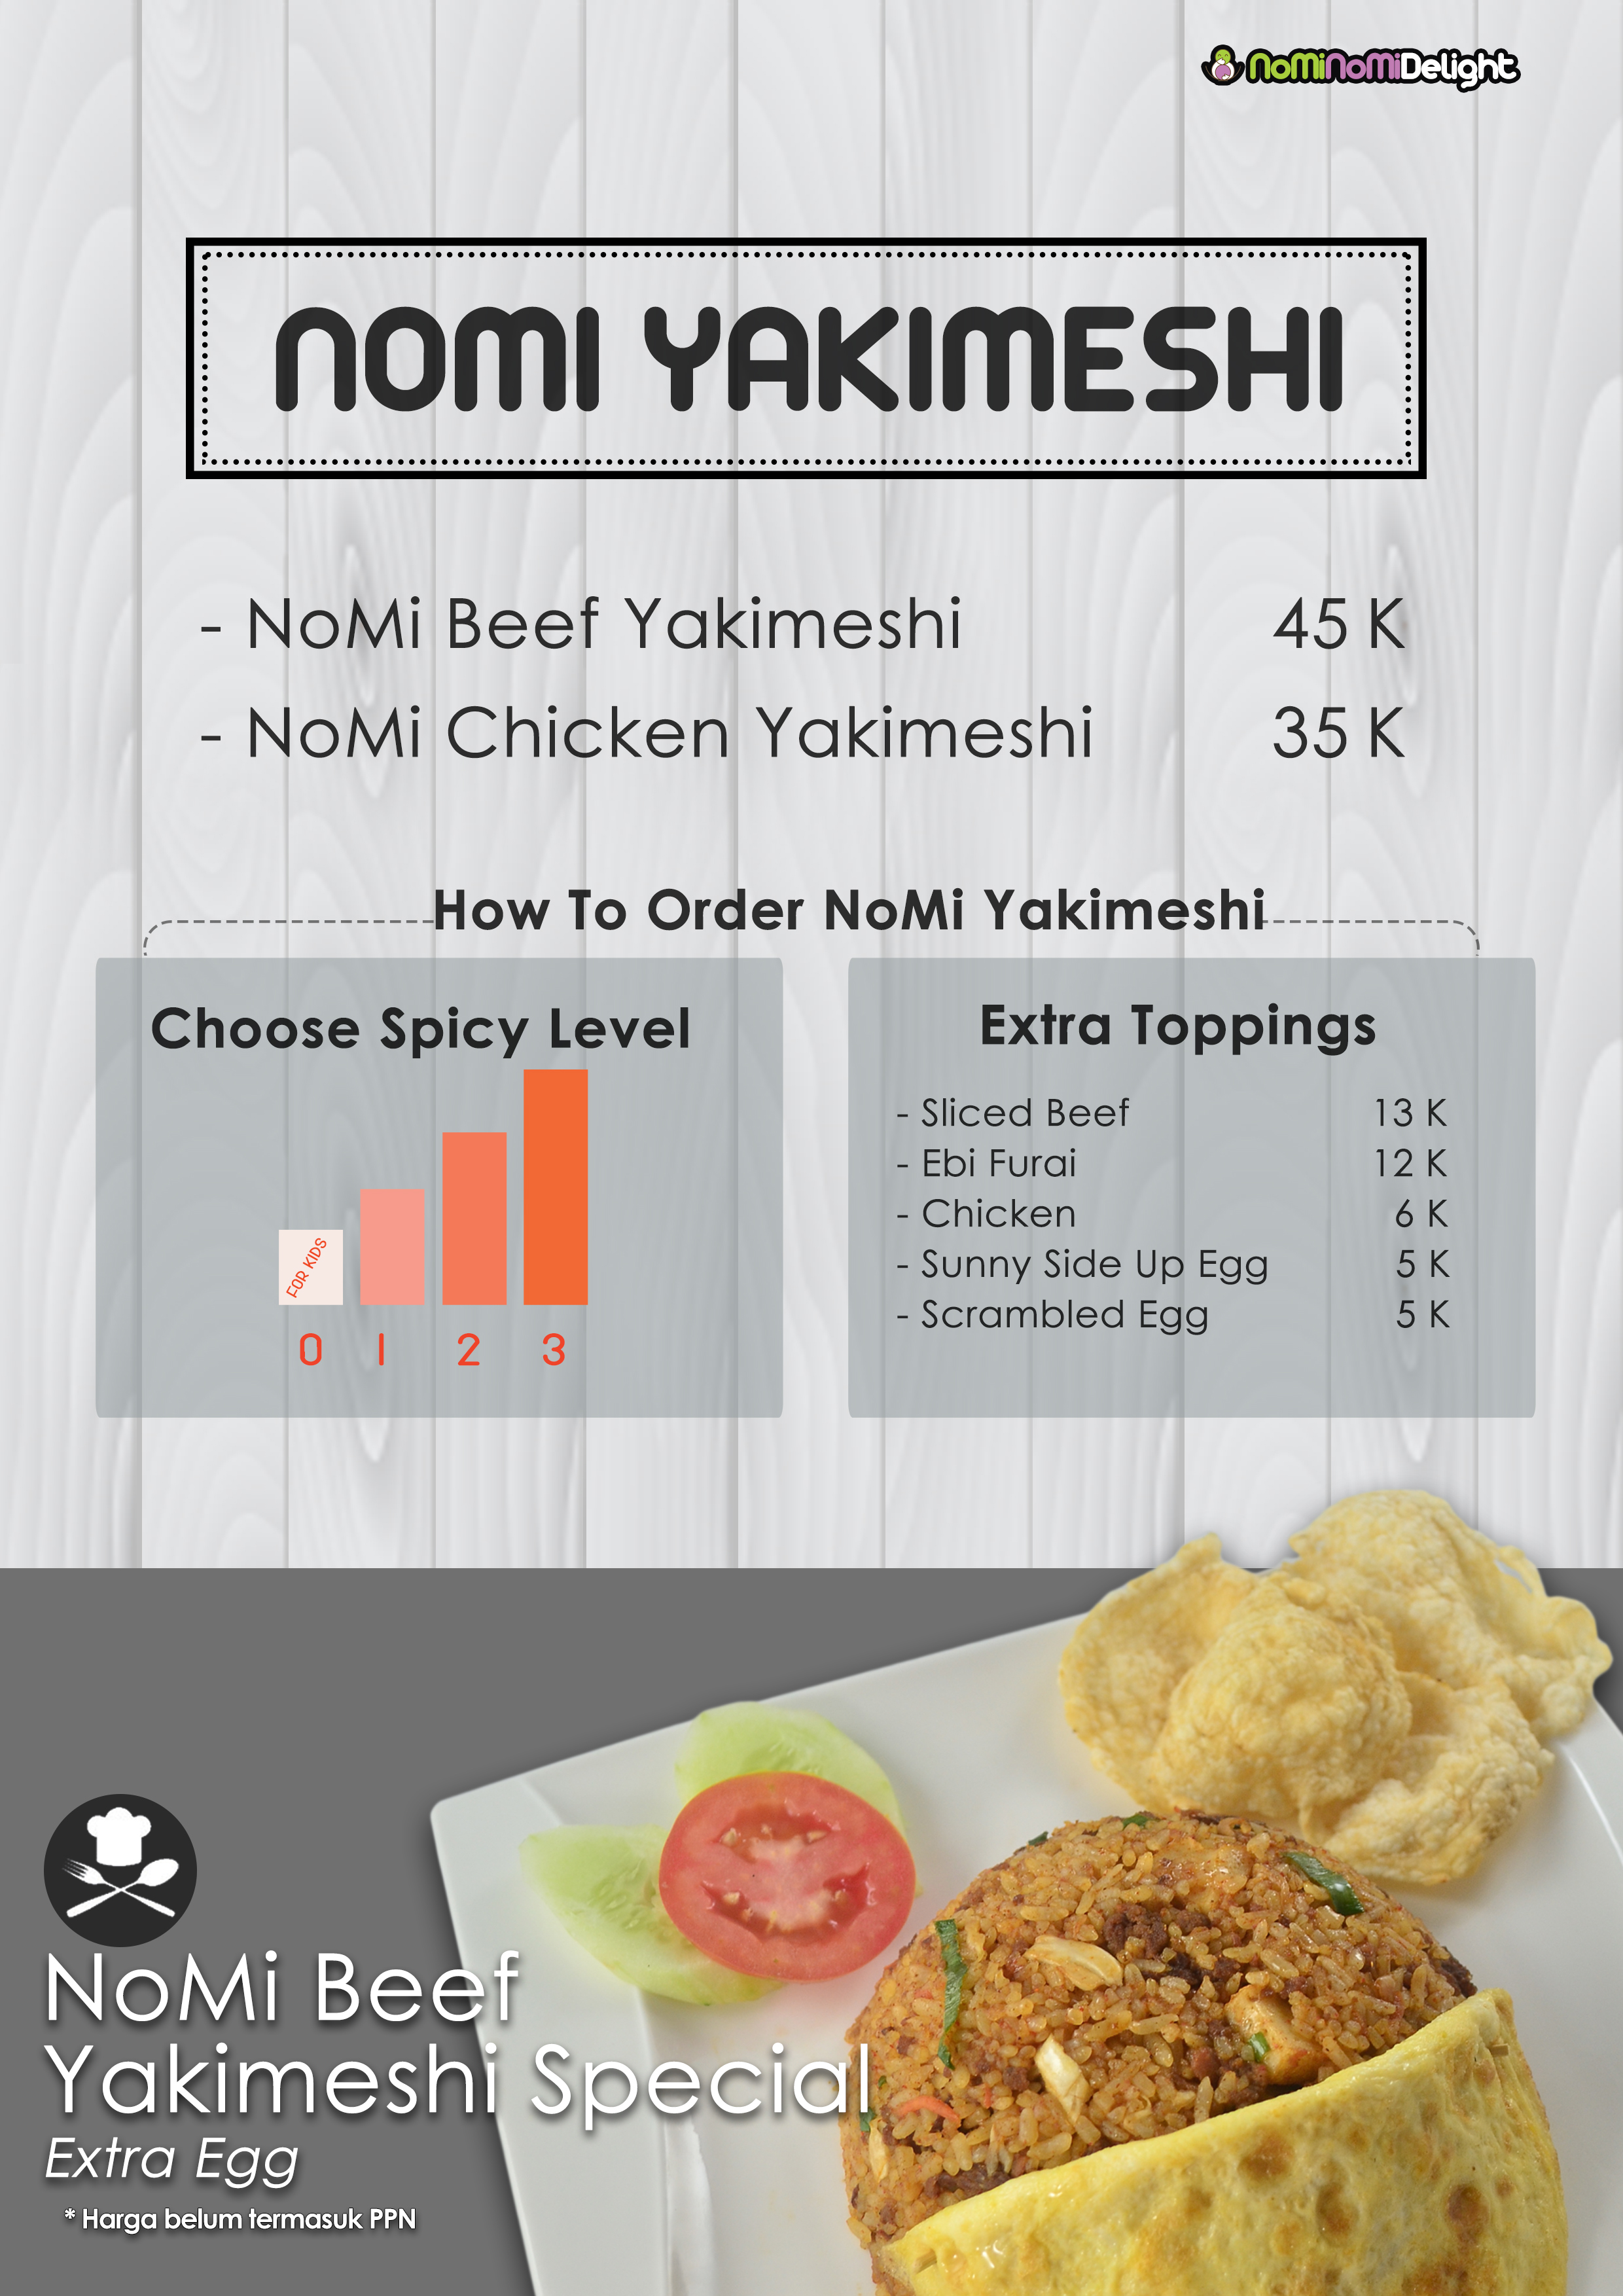 NoMiNoMiDelight
NOMI YAKIMESHI
- NoMi Beef Yakimeshi 45 K
- NoMi Chicken Yakimeshi 35 K
How To Order NoMi Yakimeshi
Choose Spicy Level
FOR KIDS
0 1 2 3
Extra Toppings
- Sliced Beef 13 K
- Ebi Furai 12 K
- Chicken 6 K
- Sunny Side Up Egg 5 K
- Scrambled Egg 5 K
NoMi Beef
Yakimeshi Special
Extra Egg
* Harga belum termasuk PPN